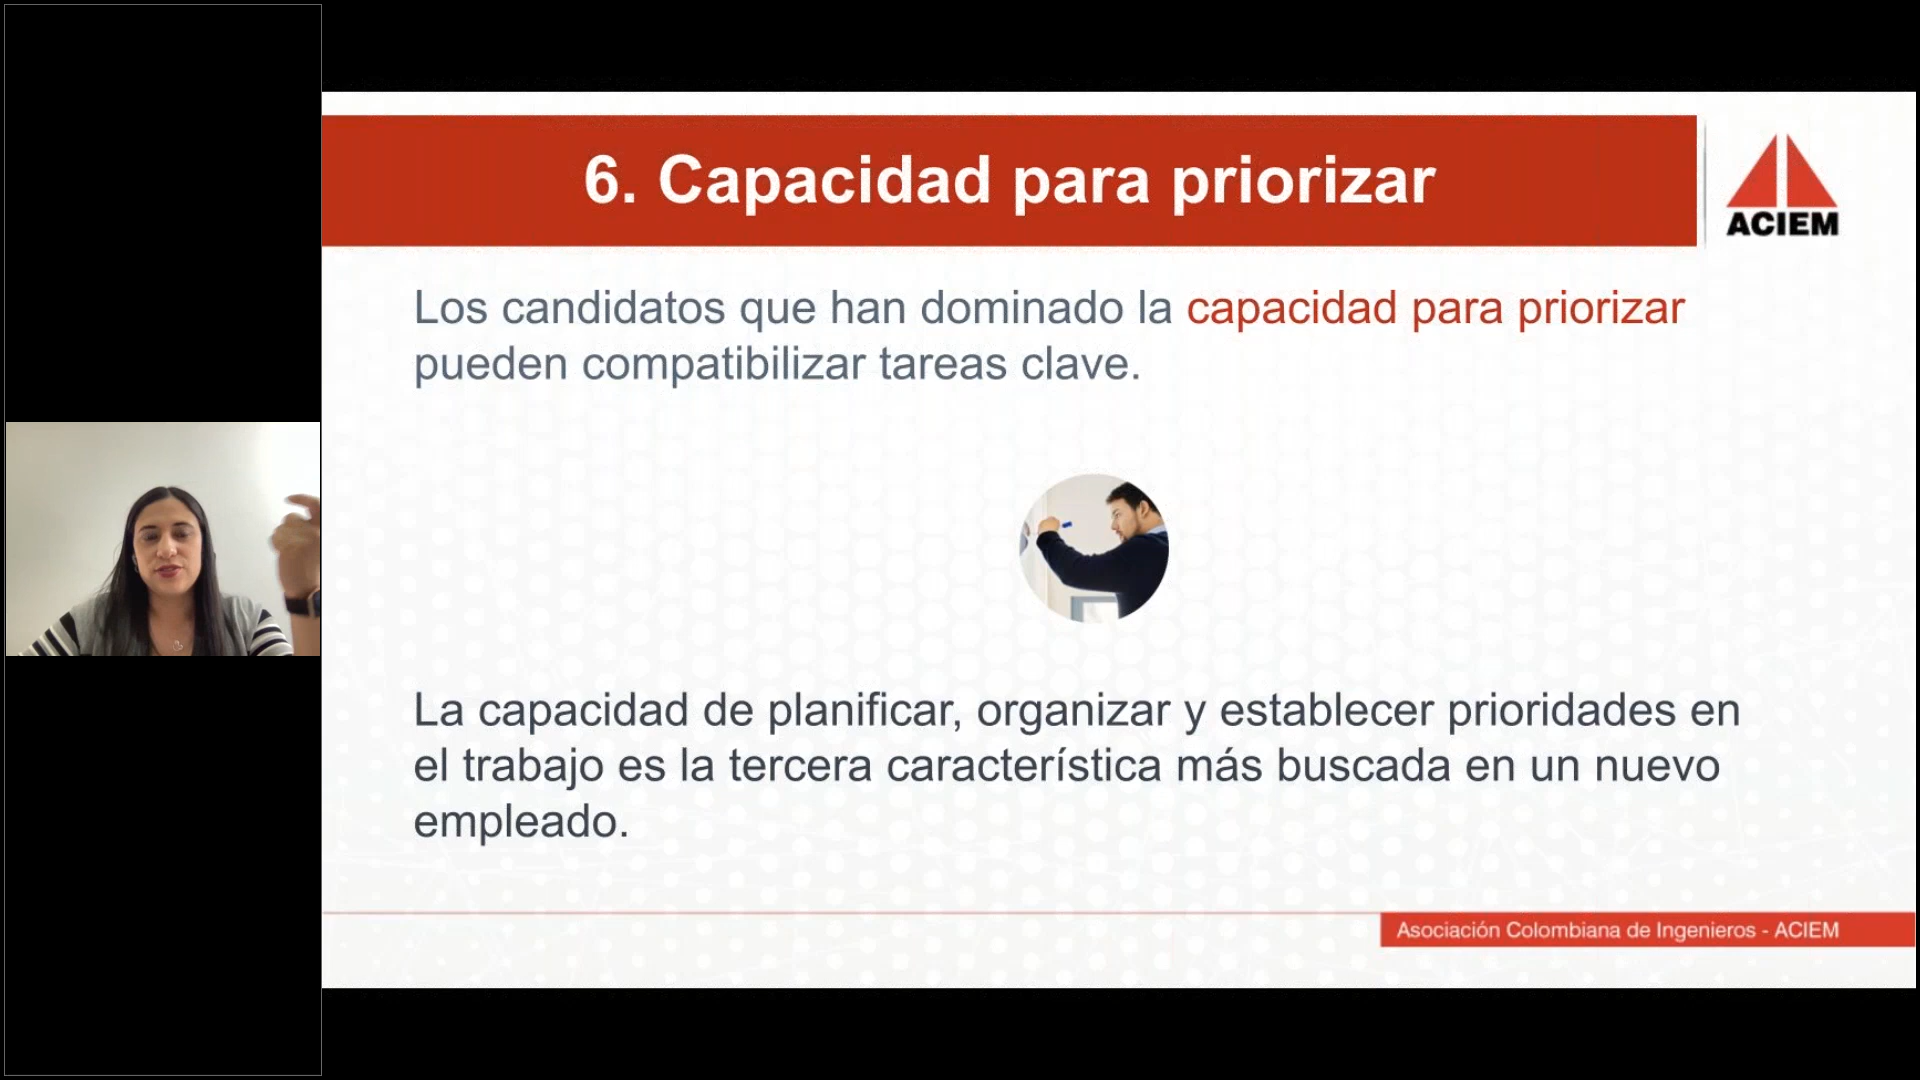 6. Capacidad para priorizar
ACIEM
Los candidatos que han dominado la capacidad para priorizar
pueden compatibilizar tareas clave.
La capacidad de planificar, organizar y establecer prioridades en
el trabajo es la tercera característica más buscada en un nuevo
empleado.
Asociación Colombiana de Ingenieros - ACIEM